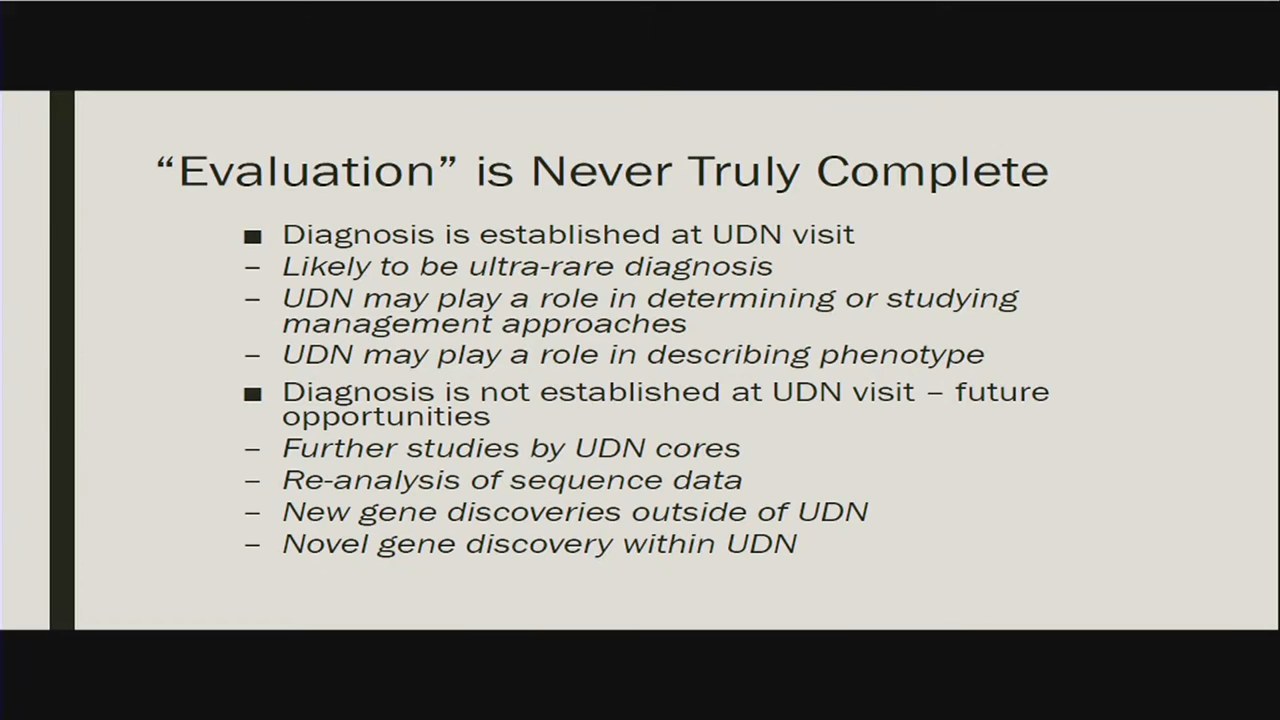 “Evaluation” is Never Truly Complete
■ Diagnosis is established at UDN visit
– Likely to be ultra-rare diagnosis
– UDN may play a role in determining or studying
management approaches
– UDN may play a role in describing phenotype
■ Diagnosis is not established at UDN visit – future
opportunities
– Further studies by UDN cores
– Re-analysis of sequence data
– New gene discoveries outside of UDN
– Novel gene discovery within UDN